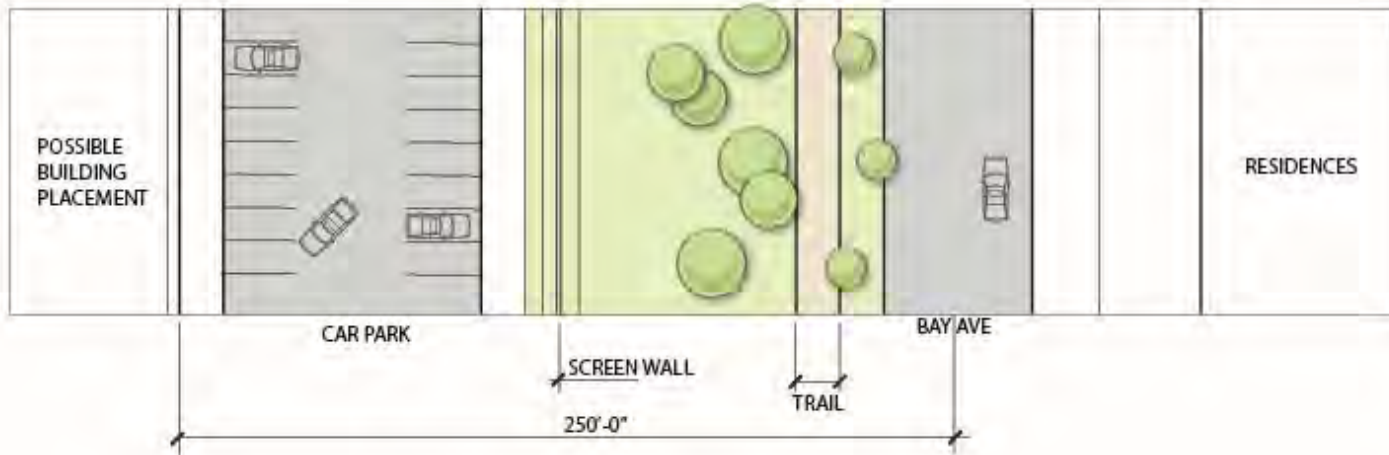 POSSIBLE
BUILDING
PLACEMENT
RESIDENCES
CAR PARK
BAY AVE
SCREEN WALL
TRAIL
250'-0"